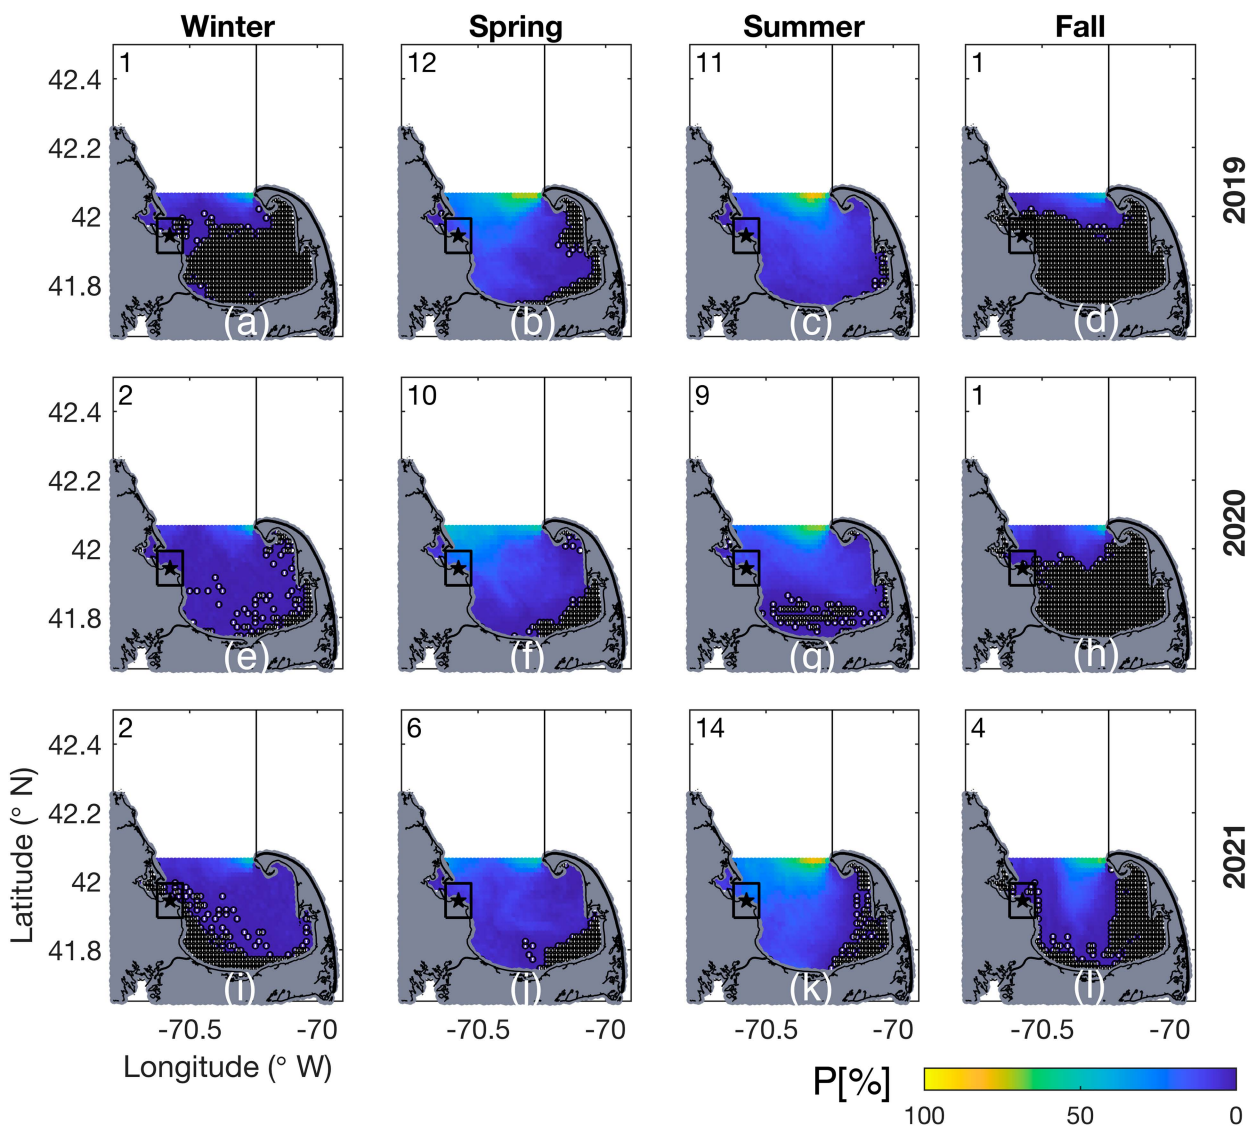 Winter Spring Summer Fall
1 12 11 1
42.4
42.2
42
41.8
2019
(a) (b) (c) (d)
2 10 9 1
42.4
42.2
42
41.8
2020
(e) (f) (g) (h)
2 6 14 4
42.4
42.2
42
41.8
2021
(i) (j) (k) (l)
Latitude (° N)
-70.5 -70 -70.5 -70 -70.5 -70 -70.5 -70
Longitude (° W)
P[%]
100 50 0